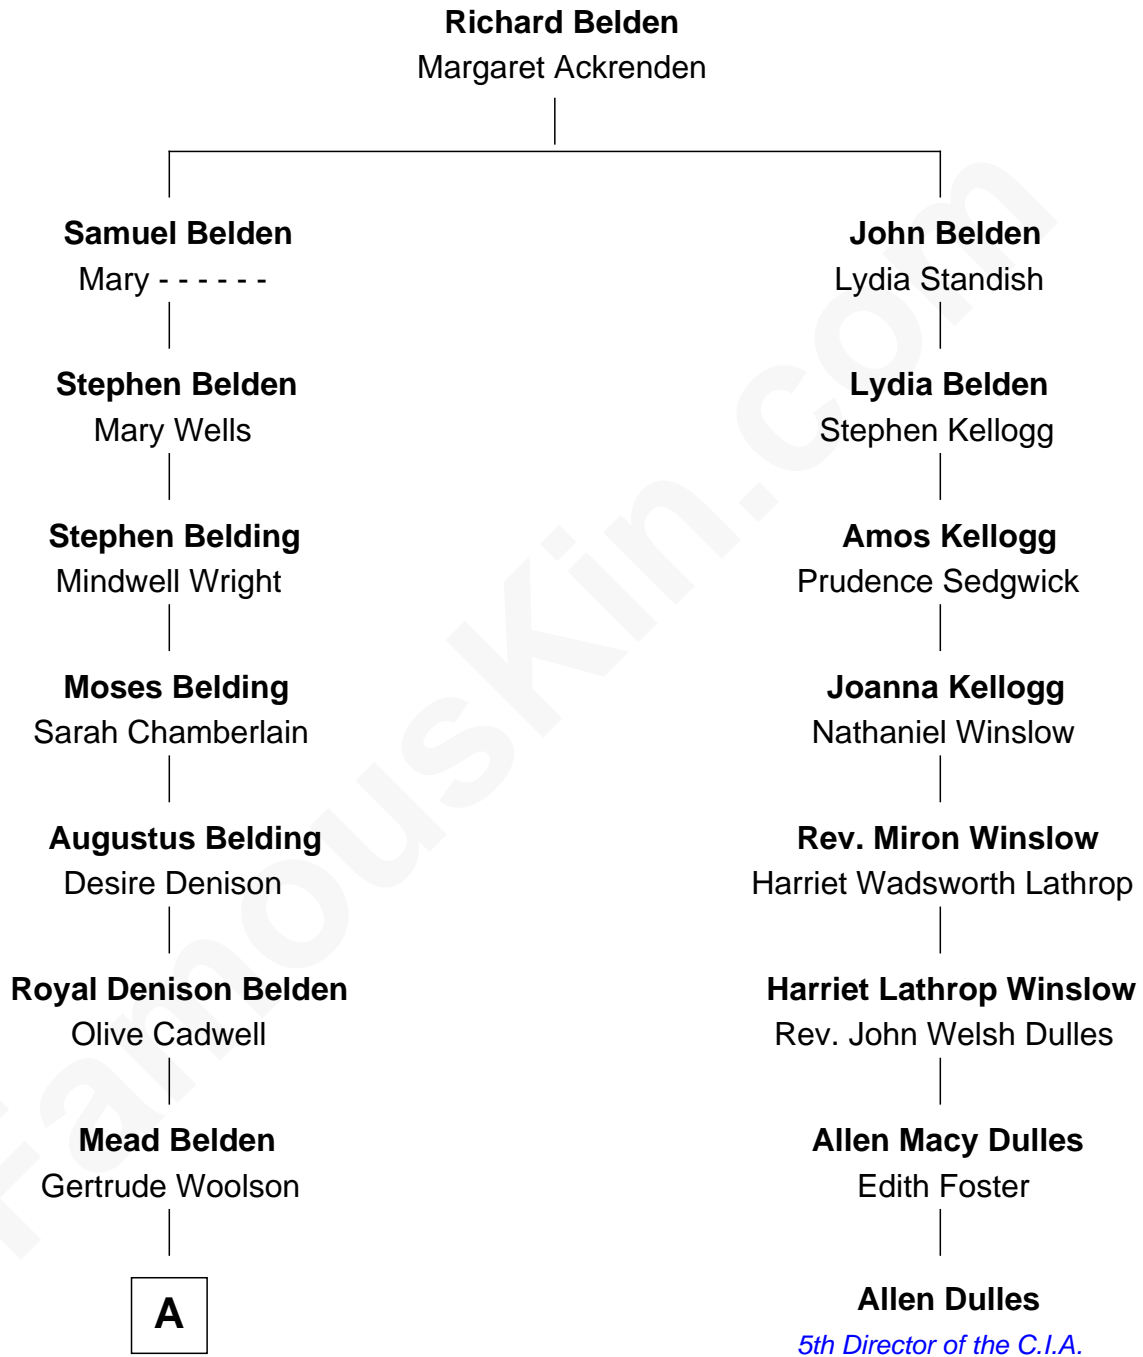 Richard Belden
Margaret Ackrenden
Samuel Belden
Mary - - - - - -
John Belden
Lydia Standish
Stephen Belden
Mary Wells
Lydia Belden
Stephen Kellogg
Stephen Belding
Mindwell Wright
Amos Kellogg
Prudence Sedgwick
Moses Belding
Sarah Chamberlain
Joanna Kellogg
Nathaniel Winslow
Augustus Belding
Desire Denison
Rev. Miron Winslow
Harriet Wadsworth Lathrop
Royal Denison Belden
Olive Cadwell
Harriet Lathrop Winslow
Rev. John Welsh Dulles
Mead Belden
Gertrude Woolson
Allen Macy Dulles
Edith Foster
A
Allen Dulles
5th Director of the C.I.A.
FamousKin.com